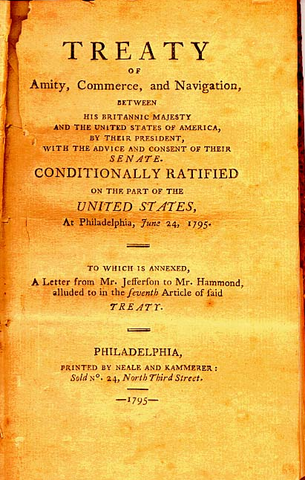 TREATY
OF
Amity, Commerce, and Navigation,
BETWEEN
HIS BRITANNIC MAJESTY
AND THE UNITED STATES OF AMERICA,
BY THEIR PRESIDENT,
WITH THE ADVICE AND CONSENT OF THEIR
SENATE.
CONDITIONALLY RATIFIED
ON THE PART OF THE
UNITED STATES,
At Philadelphia, June 24, 1795.
TO WHICH IS ANNEXED,
A Letter from Mr. Jefferson to Mr. Hammond,
alluded to in the seventh Article of said
TREATY.
PHILADELPHIA,
PRINTED BY NEALE AND KAMMERER:
Sold No. 24, North Third Street.
—1795—